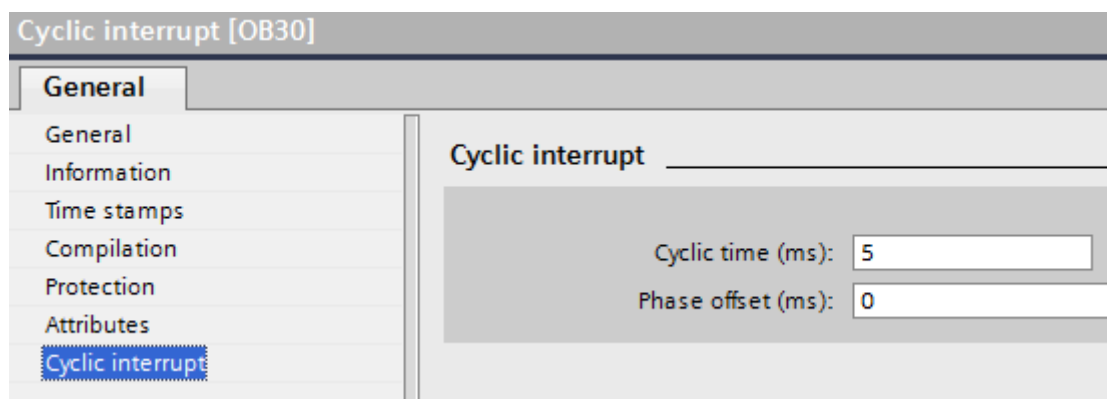 Cyclic interrupt [OB30]
General
General
Information
Time stamps
Compilation
Protection
Attributes
Cyclic interrupt
Cyclic interrupt
Cyclic time (ms): 5
Phase offset (ms): 0